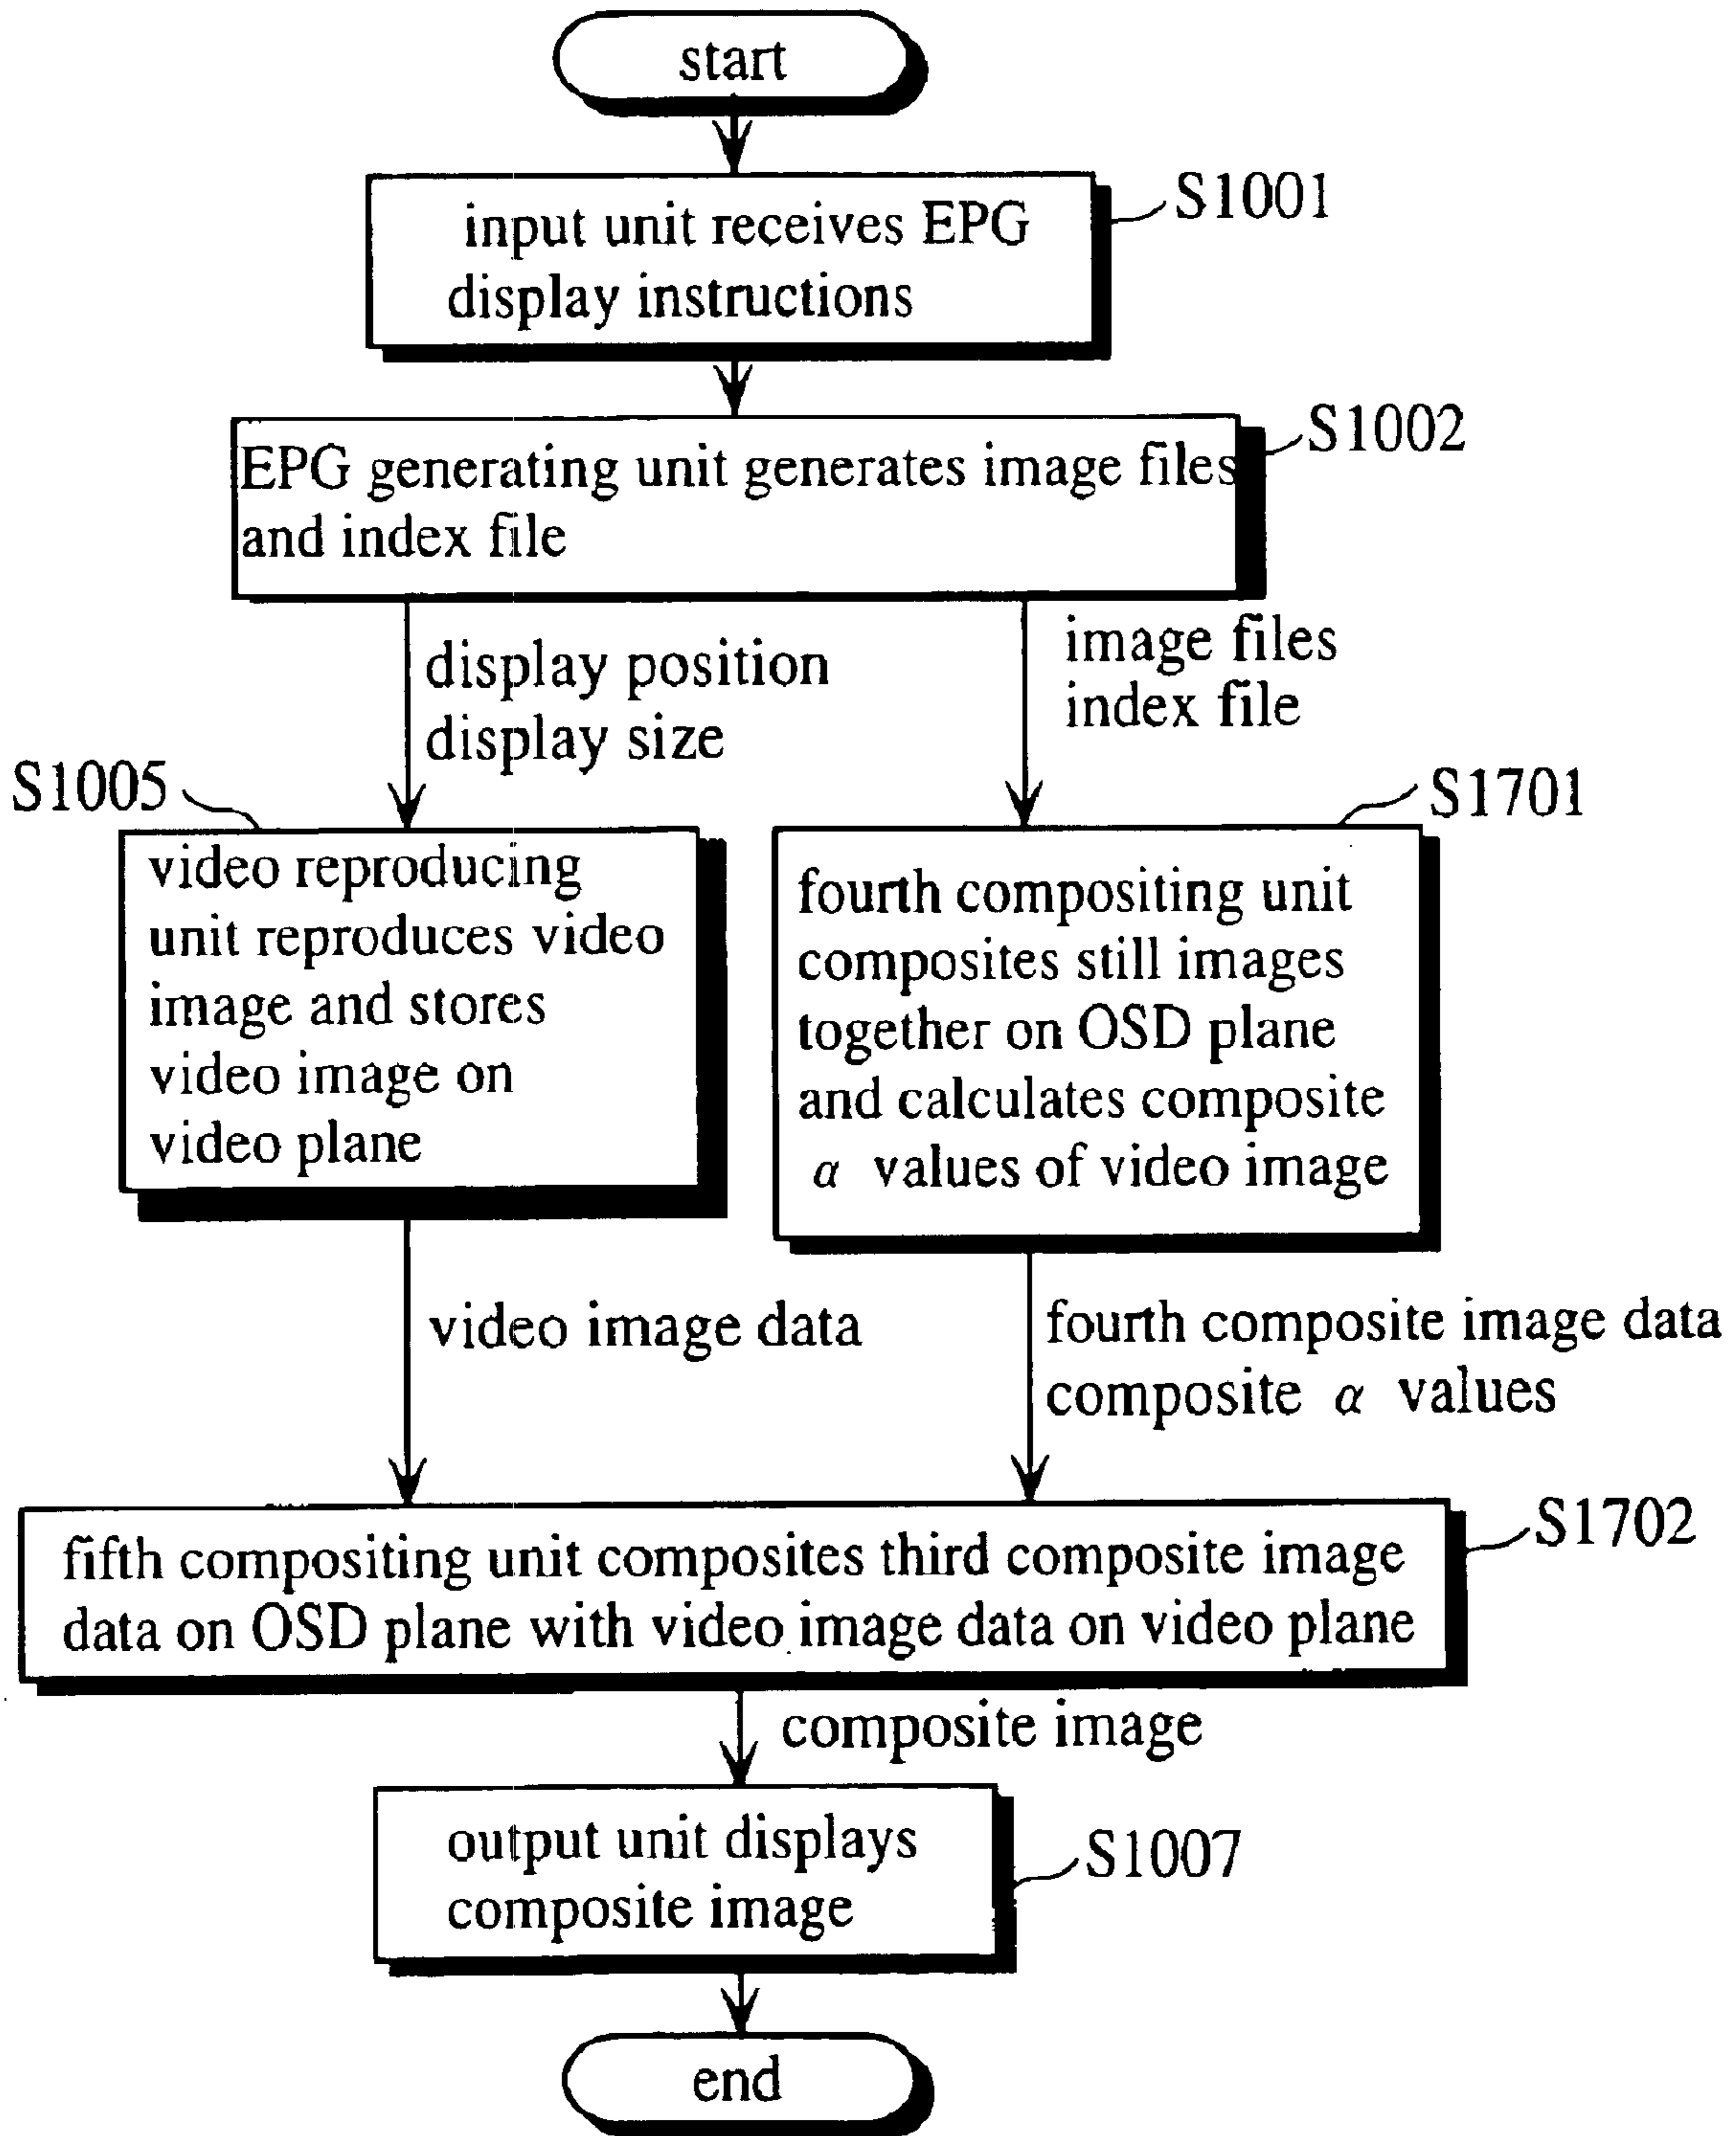 start
S1001
input unit receives EPG
display instructions
S1002
EPG generating unit generates image files
and index file
display position
display size
image files
index file
S1005
video reproducing
unit reproduces video
image and stores
video image on
video plane
S1701
fourth compositing unit
composites still images
together on OSD plane
and calculates composite
α values of video image
video image data
fourth composite image data
composite α values
S1702
fifth compositing unit composites third composite image
data on OSD plane with video image data on video plane
composite image
output unit displays
composite image
S1007
end